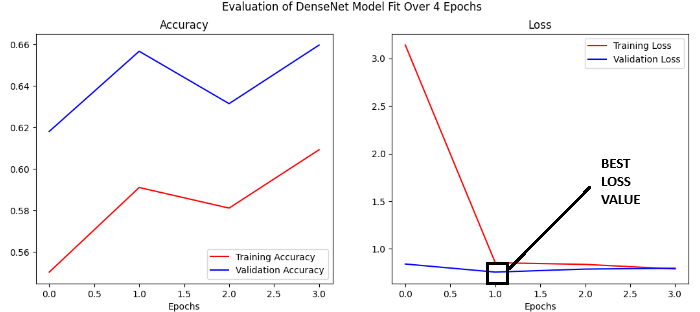 Evaluation of DenseNet Model Fit Over 4 Epochs
Accuracy
0.66
0.64
0.62
0.60
0.58
0.56
0.0 0.5 1.0 1.5 2.0 2.5 3.0
Epochs
Training Accuracy
Validation Accuracy
Loss
3.0
2.5
2.0
1.5
1.0
0.0 0.5 1.0 1.5 2.0 2.5 3.0
Epochs
Training Loss
Validation Loss
BEST
LOSS
VALUE